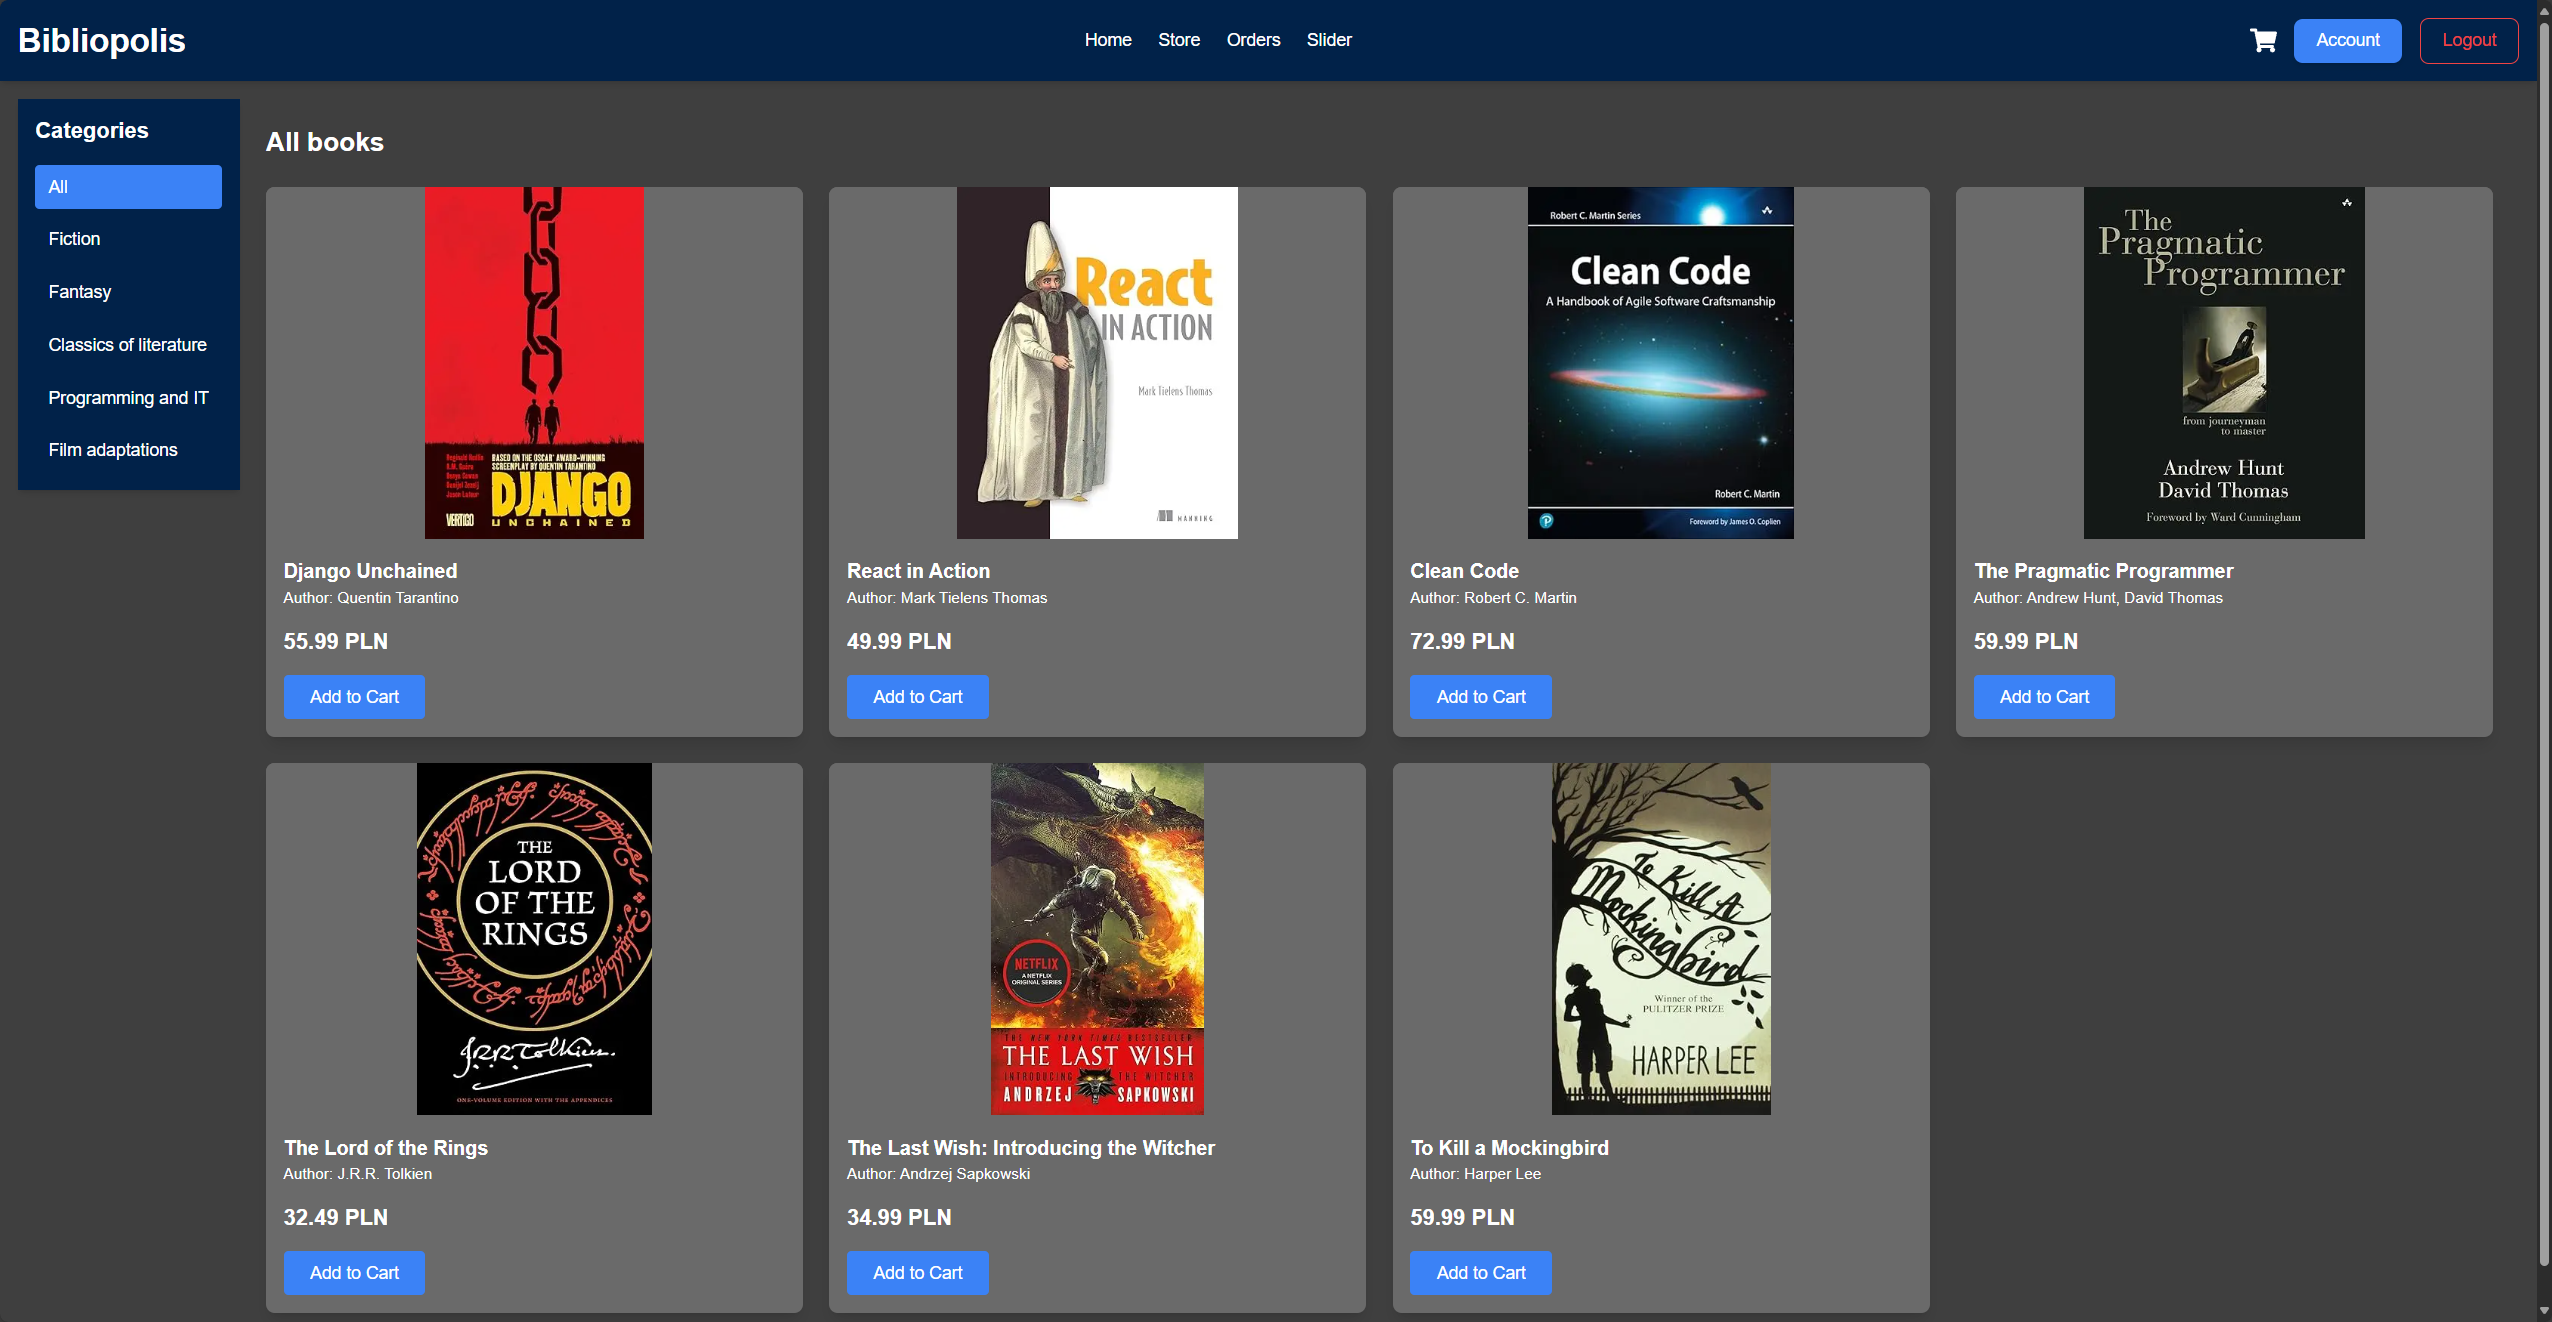 Bibliopolis
Home Store Orders Slider
Account
Logout
Categories
All
Fiction
Fantasy
Classics of literature
Programming and IT
Film adaptations
All books
BASED ON THE OSCAR® AWARD-WINNING
SCREENPLAY BY QUENTIN TARANTINO
DJANGO
UNCHAINED
VERTIGO
Django Unchained
Author: Quentin Tarantino
55.99 PLN
Add to Cart
React
IN ACTION
Mark Tielens Thomas
MANNING
React in Action
Author: Mark Tielens Thomas
49.99 PLN
Add to Cart
Robert C. Martin Series
Clean Code
A Handbook of Agile Software Craftsmanship
Robert C. Martin
Foreword by James O. Coplien
Clean Code
Author: Robert C. Martin
72.99 PLN
Add to Cart
The
Pragmatic
Programmer
from journeyman
to master
Andrew Hunt
David Thomas
Foreword by Ward Cunningham
The Pragmatic Programmer
Author: Andrew Hunt, David Thomas
59.99 PLN
Add to Cart
THE
LORD
OF THE
RINGS
J.R.R. Tolkien
ONE-VOLUME EDITION WITH THE APPENDICES
The Lord of the Rings
Author: J.R.R. Tolkien
32.49 PLN
Add to Cart
NETFLIX
A NETFLIX
ORIGINAL SERIES
THE NEW YORK TIMES BESTSELLER
THE LAST WISH
INTRODUCING THE WITCHER
ANDRZEJ SAPKOWSKI
The Last Wish: Introducing the Witcher
Author: Andrzej Sapkowski
34.99 PLN
Add to Cart
To Kill A
Mockingbird
Winner of the
PULITZER PRIZE
HARPER LEE
To Kill a Mockingbird
Author: Harper Lee
59.99 PLN
Add to Cart